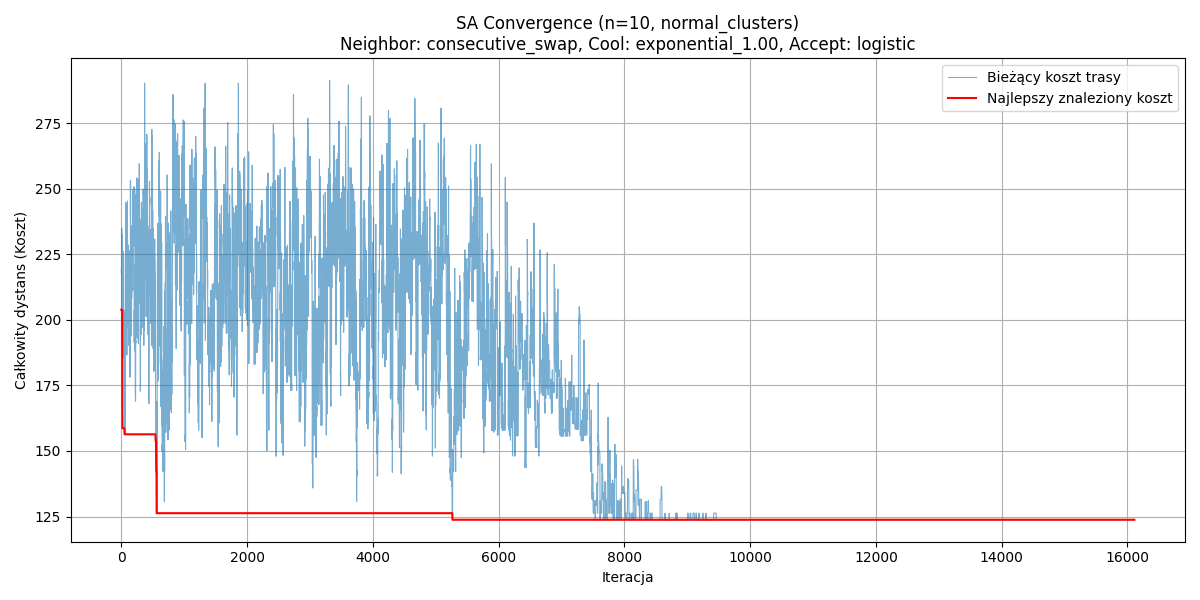 SA Convergence (n=10, normal_clusters)
Neighbor: consecutive_swap, Cool: exponential_1.00, Accept: logistic
Bieżący koszt trasy
Najlepszy znaleziony koszt
Całkowity dystans (Koszt)
275
250
225
200
175
150
125
0 2000 4000 6000 8000 10000 12000 14000 16000
Iteracja